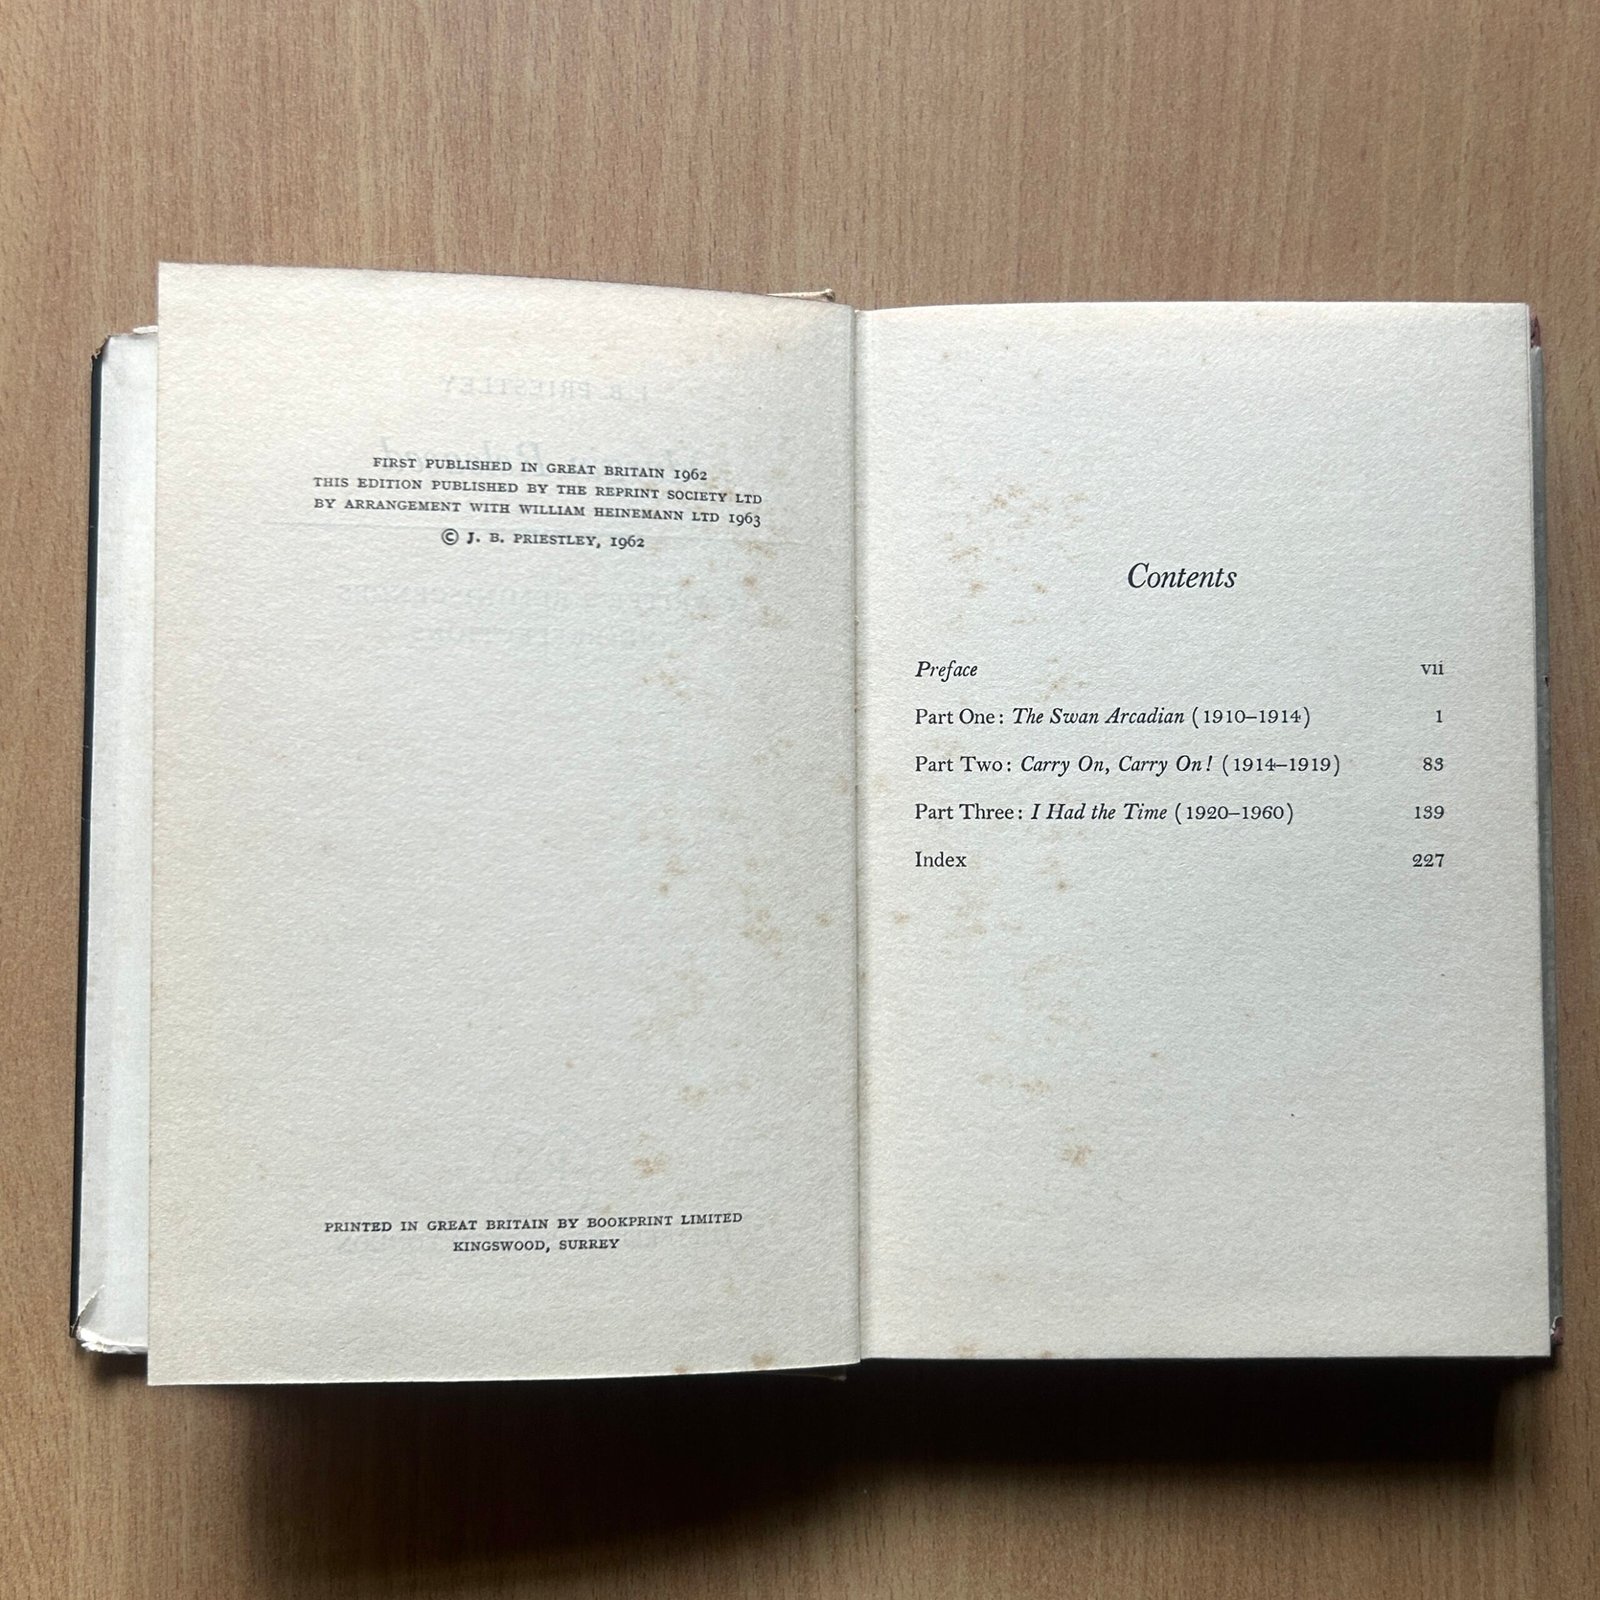 FIRST PUBLISHED IN GREAT BRITAIN 1962
THIS EDITION PUBLISHED BY THE REPRINT SOCIETY LTD
BY ARRANGEMENT WITH WILLIAM HEINEMANN LTD 1963
© J. B. PRIESTLEY, 1962
PRINTED IN GREAT BRITAIN BY BOOKPRINT LIMITED
KINGSWOOD, SURREY
Contents
Preface vii
Part One: The Swan Arcadian (1910–1914) 1
Part Two: Carry On, Carry On! (1914–1919) 83
Part Three: I Had the Time (1920–1960) 139
Index 227